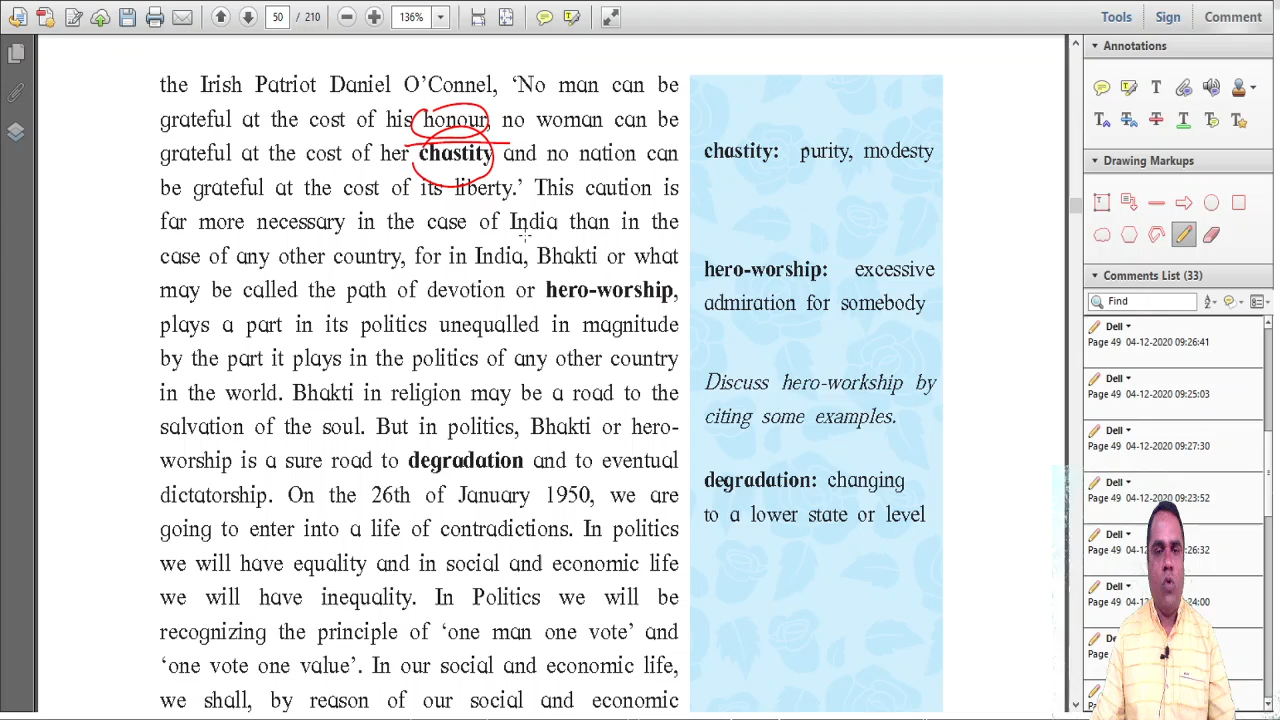 50 / 210
136%
Tools
Sign
Comment
the Irish Patriot Daniel O'Connel, 'No man can be
grateful at the cost of his honour, no woman can be
grateful at the cost of her chastity and no nation can
be grateful at the cost of its liberty.' This caution is
far more necessary in the case of India than in the
case of any other country, for in India, Bhakti or what
may be called the path of devotion or hero-worship,
plays a part in its politics unequalled in magnitude
by the part it plays in the politics of any other country
in the world. Bhakti in religion may be a road to the
salvation of the soul. But in politics, Bhakti or hero-
worship is a sure road to degradation and to eventual
dictatorship. On the 26th of January 1950, we are
going to enter into a life of contradictions. In politics
we will have equality and in social and economic life
we will have inequality. In Politics we will be
recognizing the principle of 'one man one vote' and
'one vote one value'. In our social and economic life,
we shall, by reason of our social and economic
chastity: purity, modesty
hero-worship: excessive
admiration for somebody
Discuss hero-workship by
citing some examples.
degradation: changing
to a lower state or level
Annotations
Drawing Markups
Comments List (33)
Find
Dell
Page 49 04-12-2020 09:26:41
Dell
Page 49 04-12-2020 09:25:03
Dell
Page 49 04-12-2020 09:27:30
Dell
Page 49 04-12-2020 09:23:52
Dell
Page 49 04-12-2020 09:26:32
Dell
Page 49